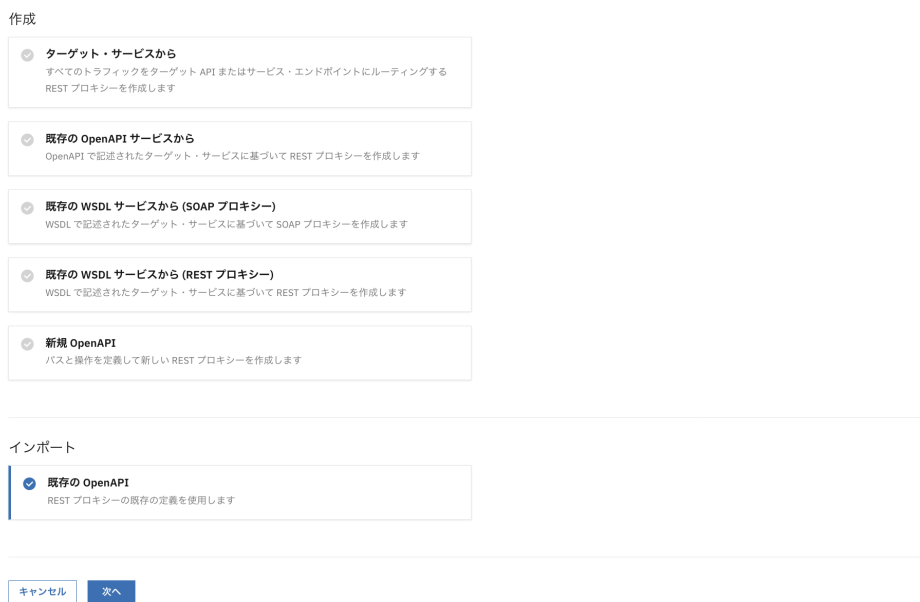 作成
ターゲット・サービスから
すべてのトラフィックをターゲット API またはサービス・エンドポイントにルーティングする
REST プロキシーを作成します
既存の OpenAPI サービスから
OpenAPI で記述されたターゲット・サービスに基づいて REST プロキシーを作成します
既存の WSDL サービスから (SOAP プロキシー)
WSDL で記述されたターゲット・サービスに基づいて SOAP プロキシーを作成します
既存の WSDL サービスから (REST プロキシー)
WSDL で記述されたターゲット・サービスに基づいて REST プロキシーを作成します
新規 OpenAPI
パスと操作を定義して新しい REST プロキシーを作成します
インポート
既存の OpenAPI
REST プロキシーの既存の定義を使用します
キャンセル 次へ